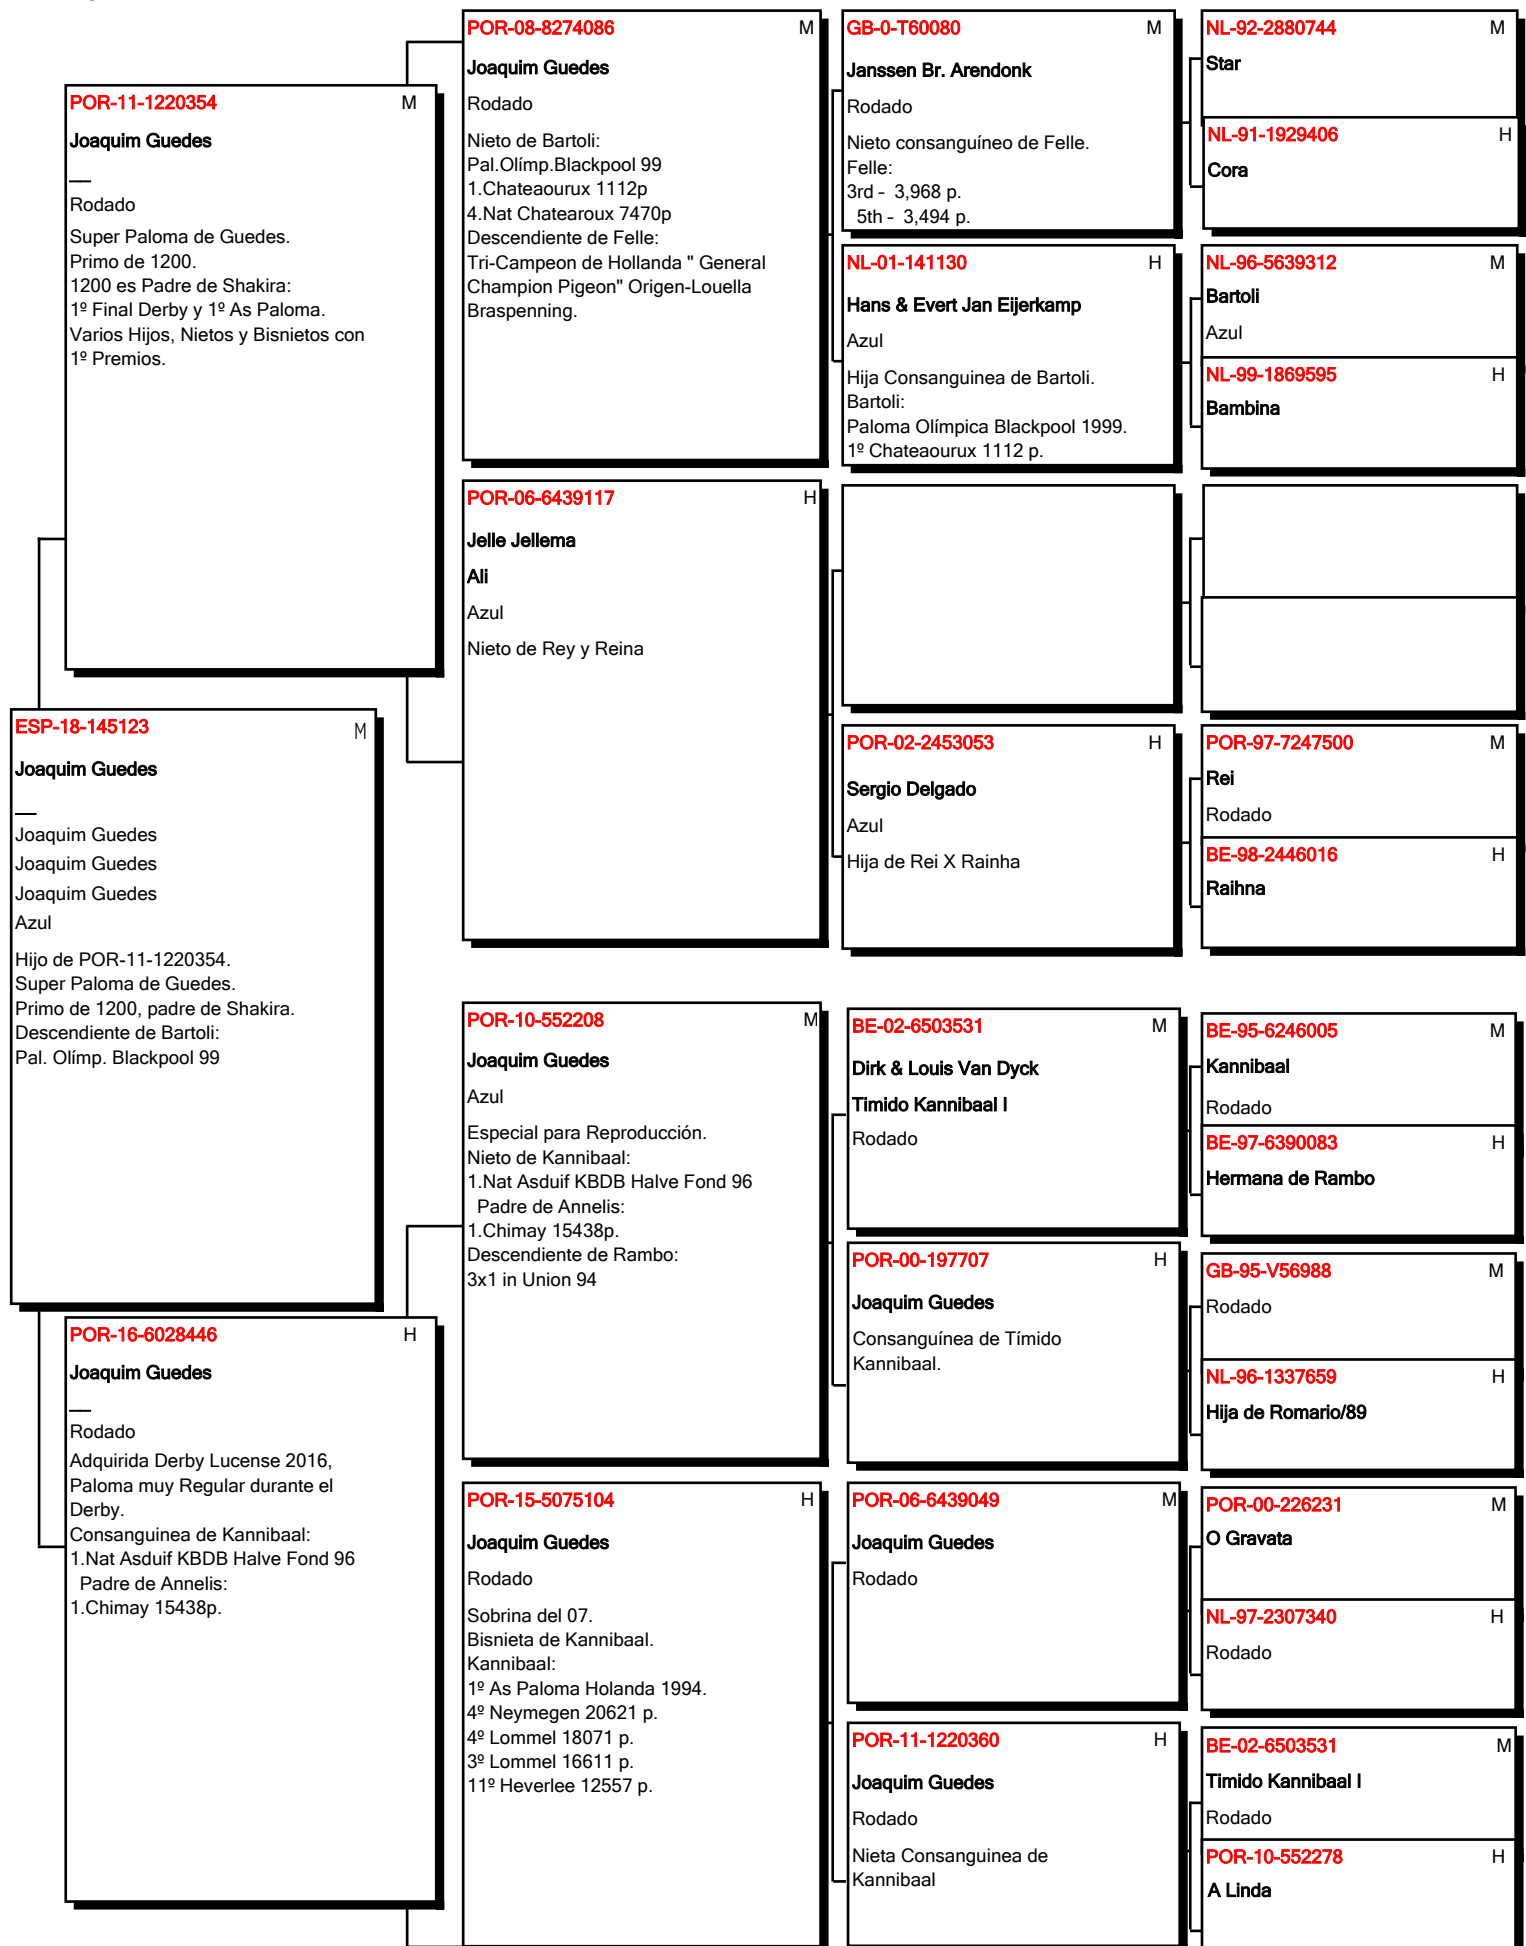 ESP-18-145123 M
Joaquim Guedes
__
Joaquim Guedes
Joaquim Guedes
Joaquim Guedes
Azul
Hijo de POR-11-1220354.
Super Paloma de Guedes.
Primo de 1200, padre de Shakira.
Descendiente de Bartoli:
Pal. Olímp. Blackpool 99
POR-11-1220354 M
Joaquim Guedes
__
Rodado
Super Paloma de Guedes.
Primo de 1200.
1200 es Padre de Shakira:
1º Final Derby y 1º As Paloma.
Varios Hijos, Nietos y Bisnietos con
1º Premios.
POR-16-6028446 H
Joaquim Guedes
__
Rodado
Adquirida Derby Lucense 2016,
Paloma muy Regular durante el
Derby.
Consanguinea de Kannibaal:
1.Nat Asduif KBDB Halve Fond 96
Padre de Annelis:
1.Chimay 15438p.
POR-08-8274086 M
Joaquim Guedes
Rodado
Nieto de Bartoli:
Pal.Olímp.Blackpool 99
1.Chateaourux 1112p
4.Nat Chatearoux 7470p
Descendiente de Felle:
Tri-Campeon de Hollanda " General
Champion Pigeon" Origen-Louella
Braspenning.
POR-06-6439117 H
Jelle Jellema
Ali
Azul
Nieto de Rey y Reina
POR-10-552208 M
Joaquim Guedes
Azul
Especial para Reproducción.
Nieto de Kannibaal:
1.Nat Asduif KBDB Halve Fond 96
Padre de Annelis:
1.Chimay 15438p.
Descendiente de Rambo:
3x1 in Union 94
POR-15-5075104 H
Joaquim Guedes
Rodado
Sobrina del 07.
Bisnieta de Kannibaal.
Kannibaal:
1º As Paloma Holanda 1994.
4º Neymegen 20621 p.
4º Lommel 18071 p.
3º Lommel 16611 p.
11º Heverlee 12557 p.
GB-0-T60080 M
Janssen Br. Arendonk
Rodado
Nieto consanguíneo de Felle.
Felle:
3rd - 3,968 p.
5th - 3,494 p.
NL-01-141130 H
Hans & Evert Jan Eijerkamp
Azul
Hija Consanguinea de Bartoli.
Bartoli:
Paloma Olímpica Blackpool 1999.
1º Chateaourux 1112 p.
POR-02-2453053 H
Sergio Delgado
Azul
Hija de Rei X Rainha
BE-02-6503531 M
Dirk & Louis Van Dyck
Timido Kannibaal I
Rodado
POR-00-197707 H
Joaquim Guedes
Consanguínea de Tímido
Kannibaal.
POR-06-6439049 M
Joaquim Guedes
Rodado
POR-11-1220360 H
Joaquim Guedes
Rodado
Nieta Consanguinea de
Kannibaal
NL-92-2880744 M
Star
NL-91-1929406 H
Cora
NL-96-5639312 M
Bartoli
Azul
NL-99-1869595 H
Bambina
POR-97-7247500 M
Rei
Rodado
BE-98-2446016 H
Raihna
BE-95-6246005 M
Kannibaal
Rodado
BE-97-6390083 H
Hermana de Rambo
GB-95-V56988 M
Rodado
NL-96-1337659 H
Hija de Romario/89
POR-00-226231 M
O Gravata
NL-97-2307340 H
Rodado
BE-02-6503531 M
Timido Kannibaal I
Rodado
POR-10-552278 H
A Linda